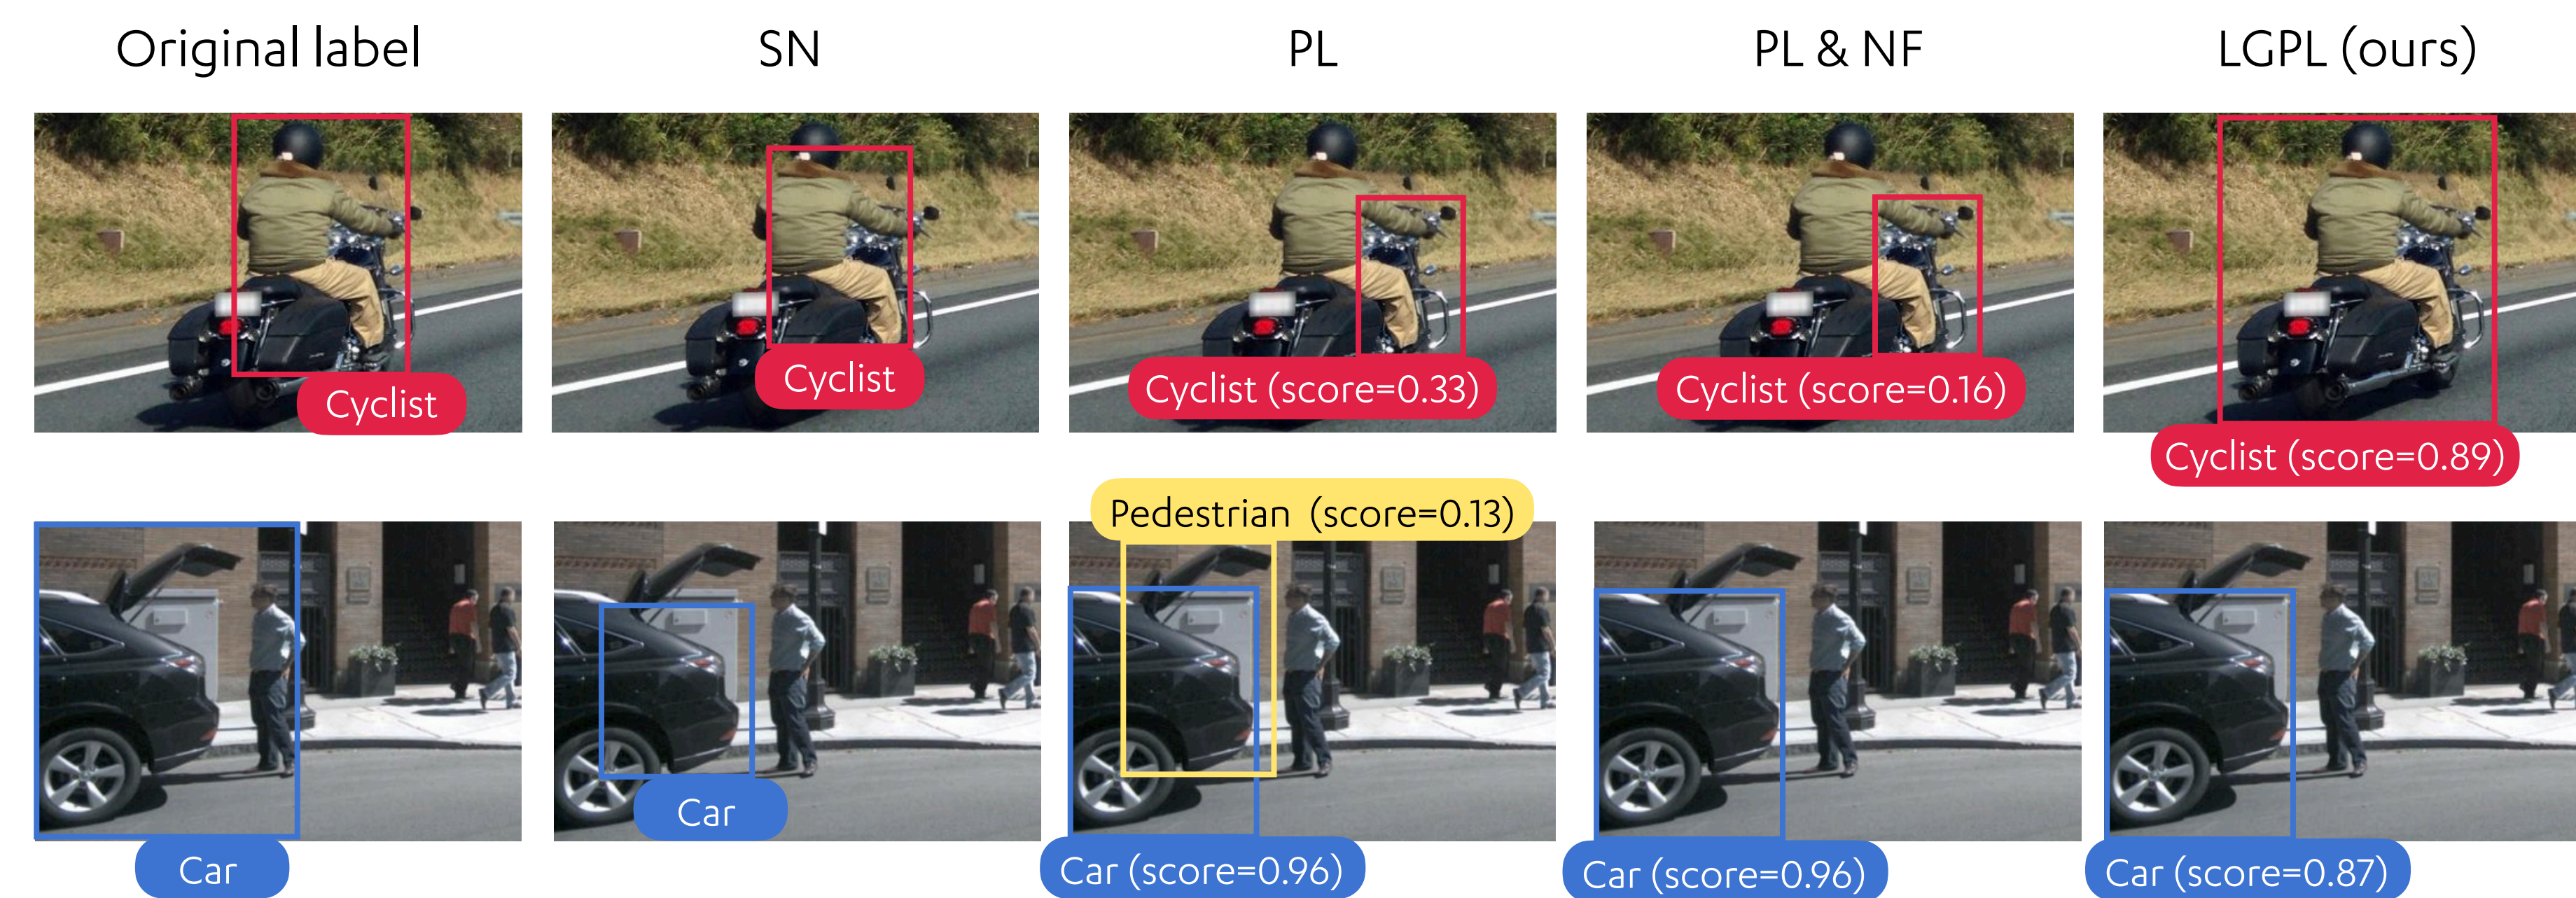 Original label
SN
PL
PL & NF
LGPL (ours)
Cyclist
Cyclist
Cyclist (score=0.33)
Cyclist (score=0.16)
Cyclist (score=0.89)
Pedestrian (score=0.13)
Car
Car
Car (score=0.96)
Car (score=0.96)
Car (score=0.87)